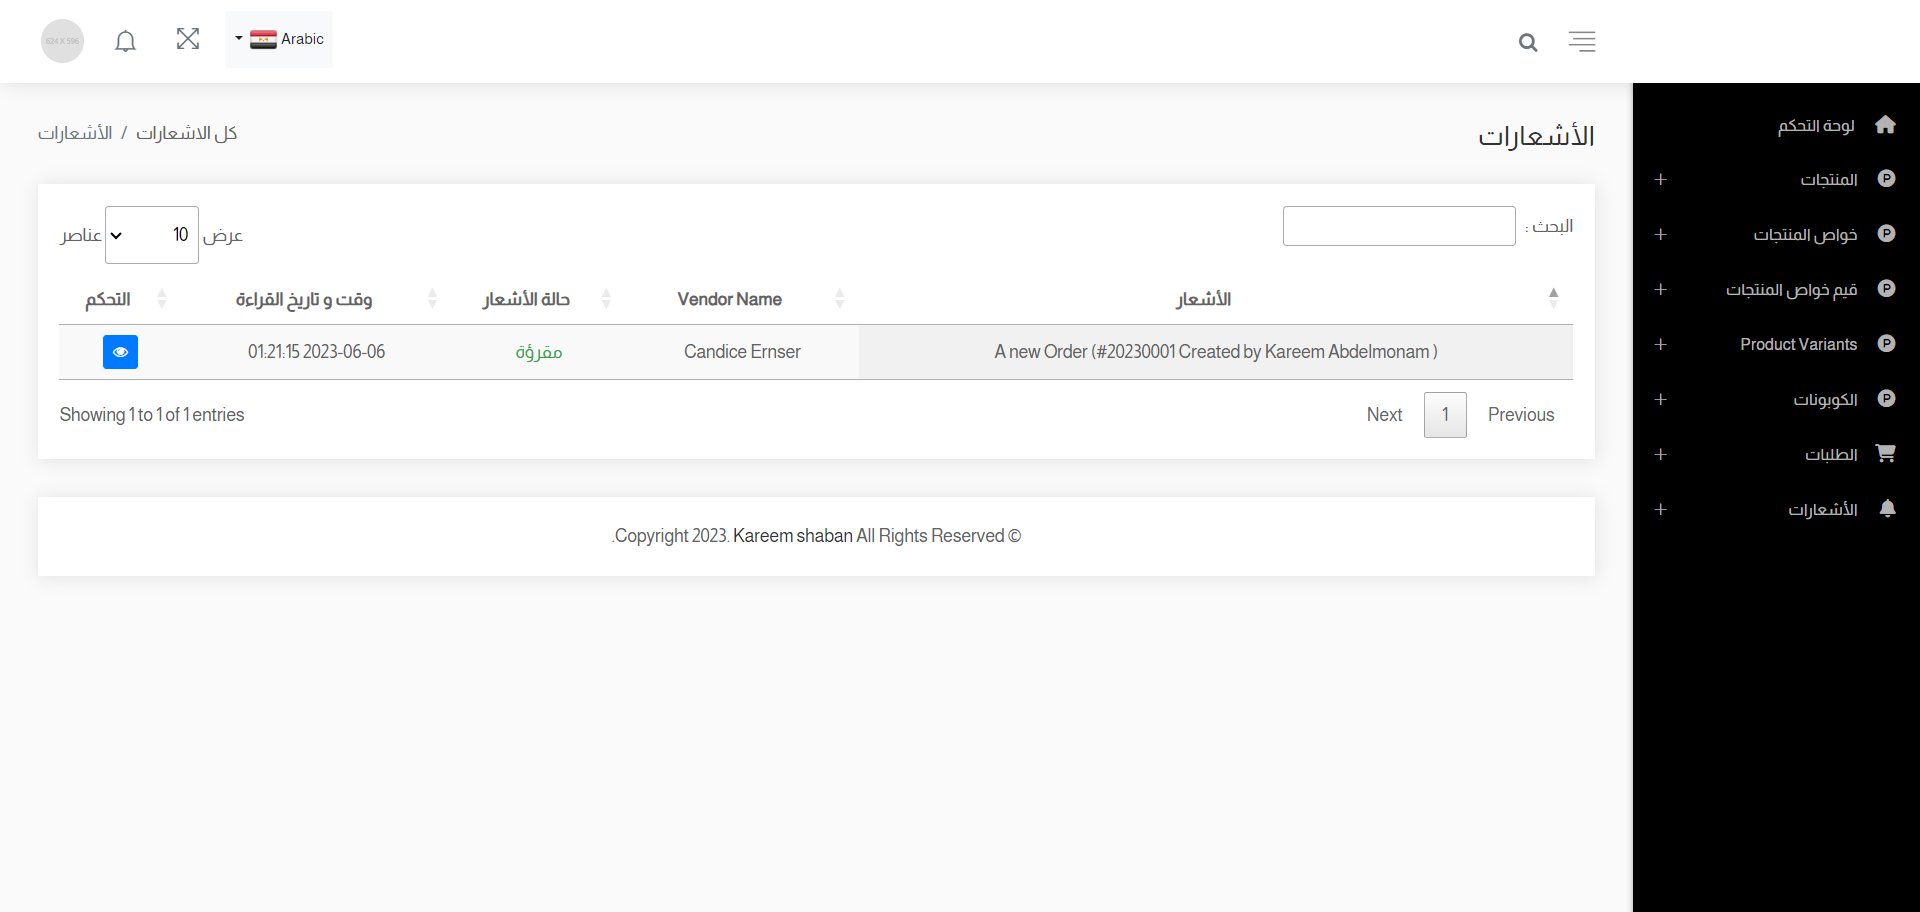 Arabic
624 X 596
لوحة التحكم
المنتجات
خواص المنتجات
قيم خواص المنتجات
Product Variants
الكوبونات
الطلبات
الأشعارات
الأشعارات
كل الاشعارات / الأشعارات
البحث :
عرض 10 عناصر
الأشعار Vendor Name حالة الأشعار وقت و تاريخ القراءة التحكم
A new Order (#20230001 Created by Kareem Abdelmonam ) Candice Ernser مقرؤة 01:21:15 2023-06-06
Next 1 Previous
Showing 1 to 1 of 1 entries
.Copyright 2023. Kareem shaban All Rights Reserved ©